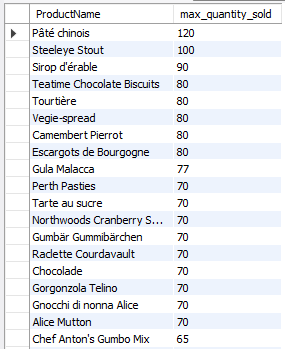 ProductName max_quantity_sold
Pâté chinois 120
Steeleye Stout 100
Sirop d'érable 90
Teatime Chocolate Biscuits 80
Tourtière 80
Vegie-spread 80
Camembert Pierrot 80
Escargots de Bourgogne 80
Gula Malacca 77
Perth Pasties 70
Tarte au sucre 70
Northwoods Cranberry S... 70
Gumbär Gummibärchen 70
Raclette Courdavault 70
Chocolade 70
Gorgonzola Telino 70
Gnocchi di nonna Alice 70
Alice Mutton 70
Chef Anton's Gumbo Mix 65